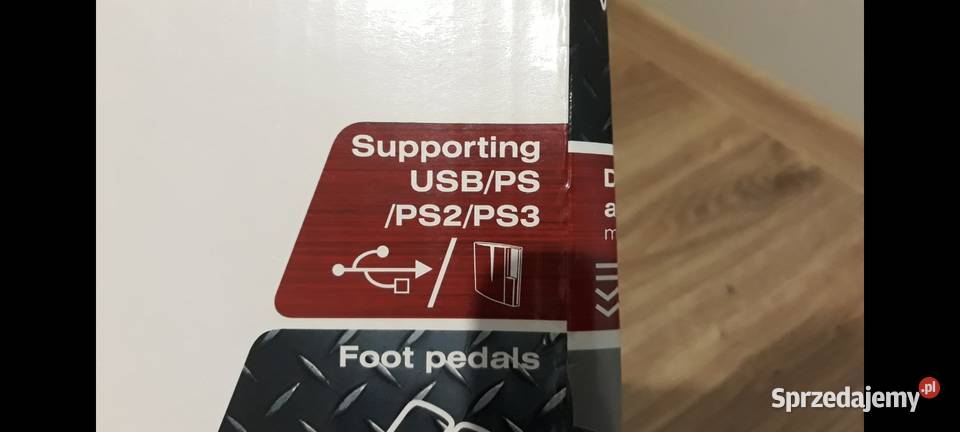 Supporting
USB/PS
/PS2/PS3
Foot pedals
Sprzedajemy.pl